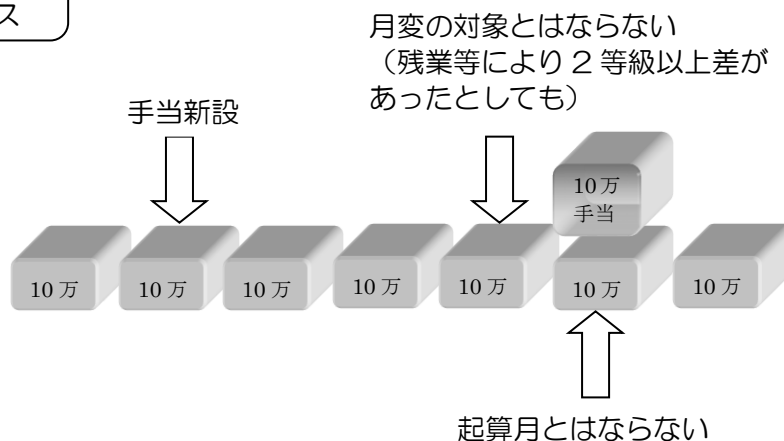 ス
月変の対象とはならない
（残業等により２等級以上差が
あったとしても）
手当新設
10万
手当
10万
10万
10万
10万
10万
10万
10万
起算月とはならない